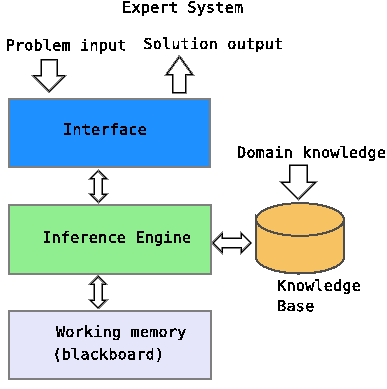 Expert System
Problem input
Solution output
Interface
Domain knowledge
Inference Engine
Knowledge
Base
Working memory
(blackboard)